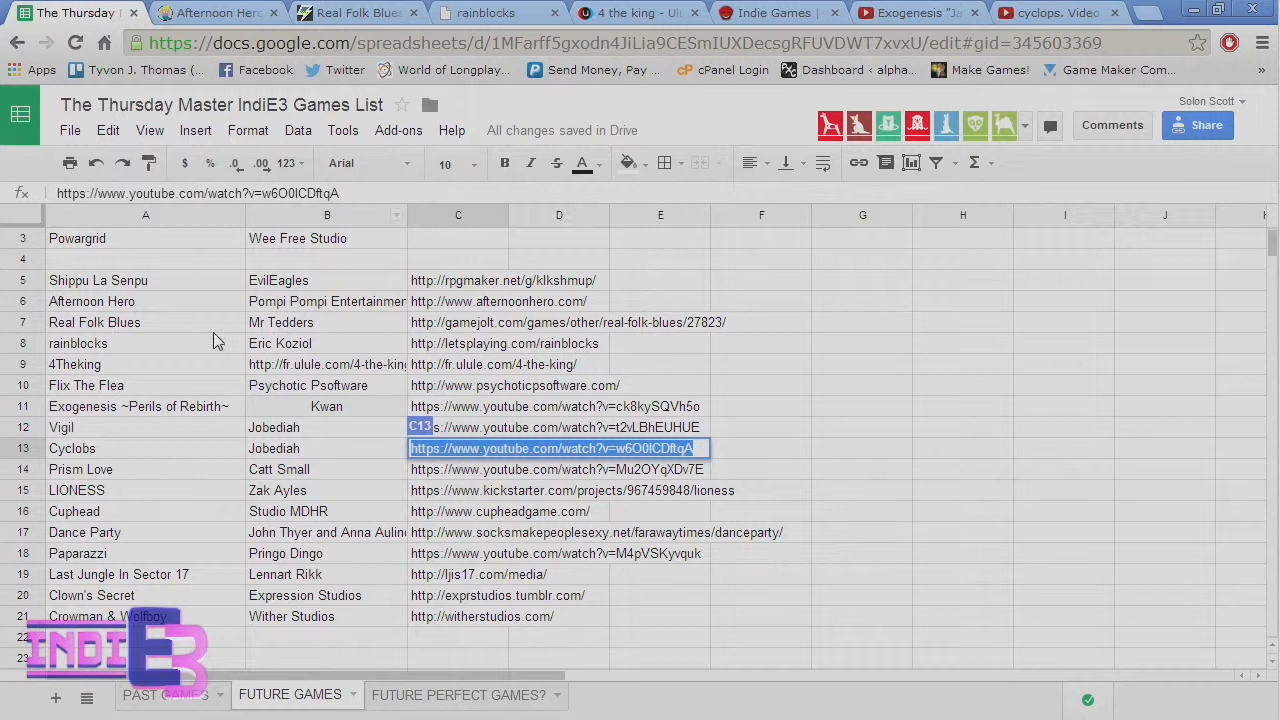 The Thursday
Afternoon Hero
Real Folk Blues
rainblocks
4 the king - Ulu
Indie Games |
Exogenesis "Ja
cyclops. Video
https://docs.google.com/spreadsheets/d/1MFarff5xxodn4JiLia9CESmIUXDecsgRFUVDWT7xvxU/edit#gid=345603369
Apps
Tyvon J. Thomas (...
Facebook
Twitter
World of Longplay...
Send Money, Pay ...
cPanel Login
Dashboard ‹ alpha...
Make Games!
Game Maker Com...
»
The Thursday Master IndiE3 Games List
Solon Scott
File Edit View Insert Format Data Tools Add-ons Help All changes saved in Drive
Comments
Share
$ % .0 .00 123 Arial 10 B I S A Σ
fx https://www.youtube.com/watch?v=w6O0lCDftqA
A B C D E F G H I J K
3 Powargrid Wee Free Studio
4
5 Shippu La Senpu EvilEagles http://rpgmaker.net/g/klkshmup/
6 Afternoon Hero Pompi Pompi Entertainmen http://www.afternoonhero.com/
7 Real Folk Blues Mr Tedders http://gamejolt.com/games/other/real-folk-blues/27823/
8 rainblocks Eric Koziol http://letsplaying.com/rainblocks
9 4Theking http://fr.ulule.com/4-the-king http://fr.ulule.com/4-the-king/
10 Flix The Flea Psychotic Psoftware http://www.psychoticpsoftware.com/
11 Exogenesis ~Perils of Rebirth~ Kwan https://www.youtube.com/watch?v=ck8kySQVh5o
12 Vigil Jobediah C13 s://www.youtube.com/watch?v=t2vLBhEUHUE
13 Cyclobs Jobediah https://www.youtube.com/watch?v=w6O0lCDftqA
14 Prism Love Catt Small https://www.youtube.com/watch?v=Mu2OYqXDv7E
15 LIONESS Zak Ayles https://www.kickstarter.com/projects/967459848/lioness
16 Cuphead Studio MDHR http://www.cupheadgame.com/
17 Dance Party John Thyer and Anna Auline http://www.socksmakepeoplesexy.net/farawaytimes/danceparty/
18 Paparazzi Pringo Dingo https://www.youtube.com/watch?v=M4pVSKyvquk
19 Last Jungle In Sector 17 Lennart Rikk http://ljis17.com/media/
20 Clown's Secret Expression Studios http://exprstudios.tumblr.com/
21 Crowman & Wolfboy Wither Studios http://witherstudios.com/
22
23
INDI E3
PAST GAMES FUTURE GAMES FUTURE PERFECT GAMES?